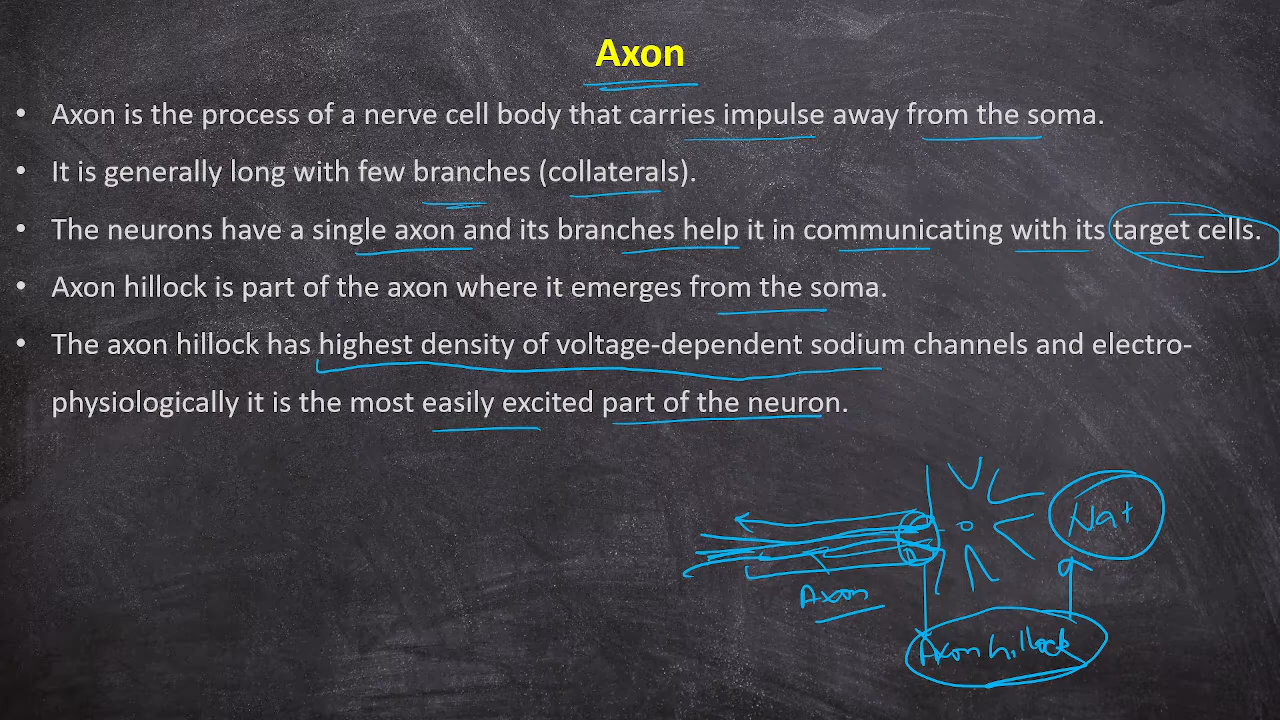 Axon
• Axon is the process of a nerve cell body that carries impulse away from the soma.
• It is generally long with few branches (collaterals).
• The neurons have a single axon and its branches help it in communicating with its target cells.
• Axon hillock is part of the axon where it emerges from the soma.
• The axon hillock has highest density of voltage-dependent sodium channels and electro-
physiologically it is the most easily excited part of the neuron.
Na+
Axon
Axon hillock